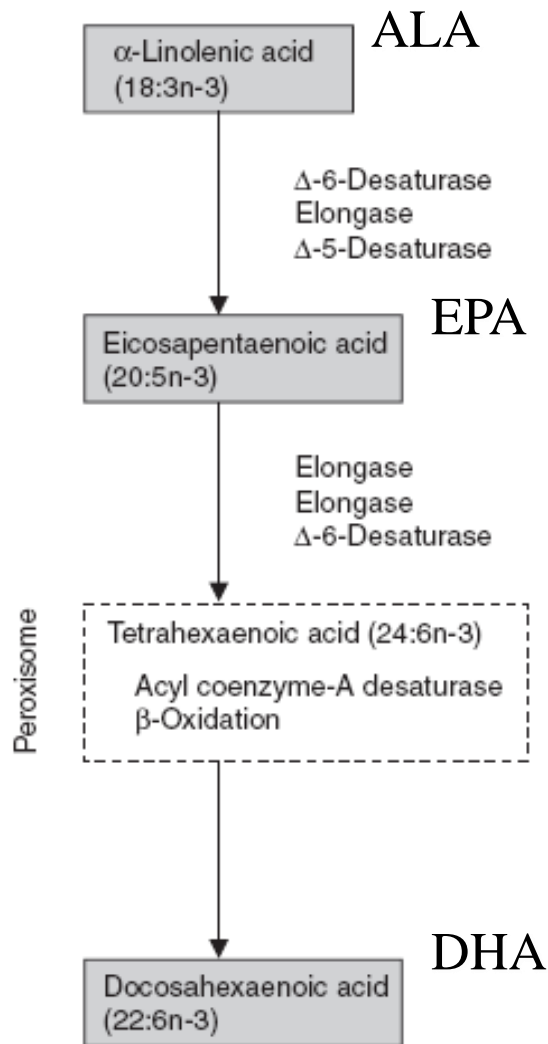 α-Linolenic acid
(18:3n-3)
ALA
Δ-6-Desaturase
Elongase
Δ-5-Desaturase
Eicosapentaenoic acid
(20:5n-3)
EPA
Elongase
Elongase
Δ-6-Desaturase
Peroxisome
Tetrahexaenoic acid (24:6n-3)
Acyl coenzyme-A desaturase
β-Oxidation
Docosahexaenoic acid
(22:6n-3)
DHA